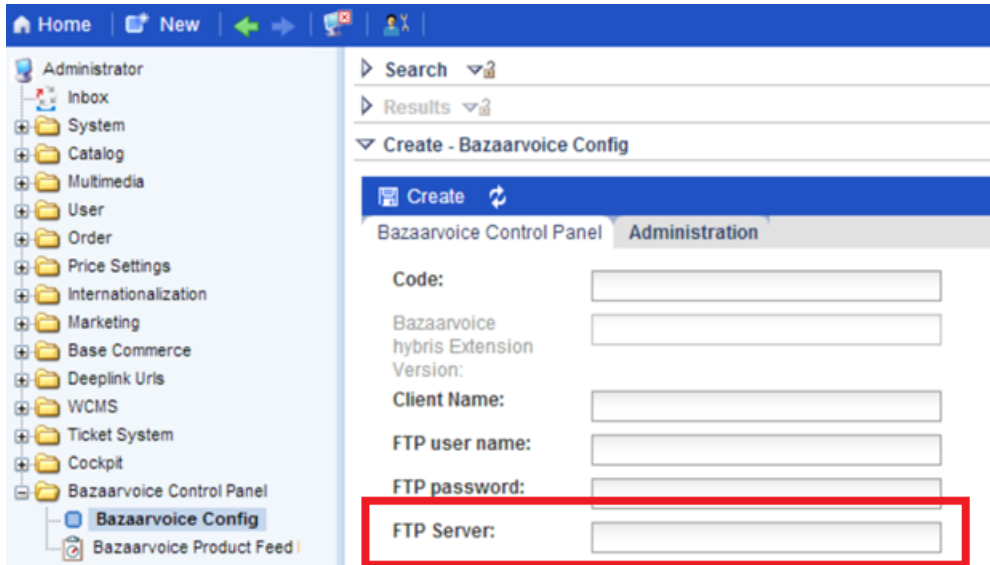 Home New
Administrator
Inbox
System
Catalog
Multimedia
User
Order
Price Settings
Internationalization
Marketing
Base Commerce
Deeplink Urls
WCMS
Ticket System
Cockpit
Bazaarvoice Control Panel
Bazaarvoice Config
Bazaarvoice Product Feed
Search
Results
Create - Bazaarvoice Config
Create
Bazaarvoice Control Panel Administration
Code:
Bazaarvoice
hybris Extension
Version:
Client Name:
FTP user name:
FTP password:
FTP Server: